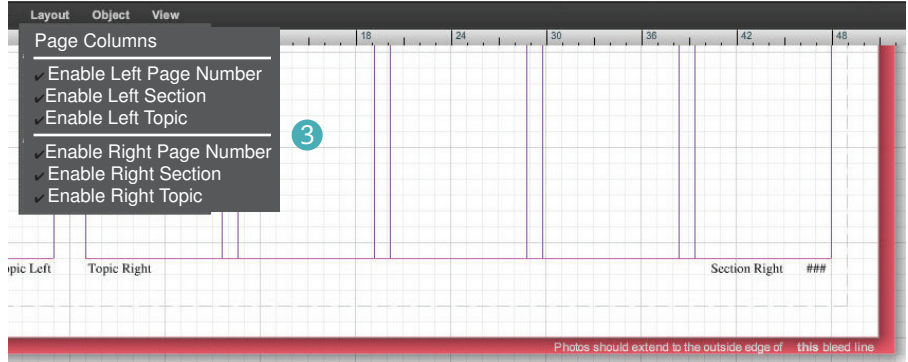 Layout Object View
18 24 30 36 42 48
Page Columns
✓Enable Left Page Number
✓Enable Left Section
✓Enable Left Topic
3
✓Enable Right Page Number
✓Enable Right Section
✓Enable Right Topic
opic Left Topic Right Section Right ###
Photos should extend to the outside edge of this bleed line